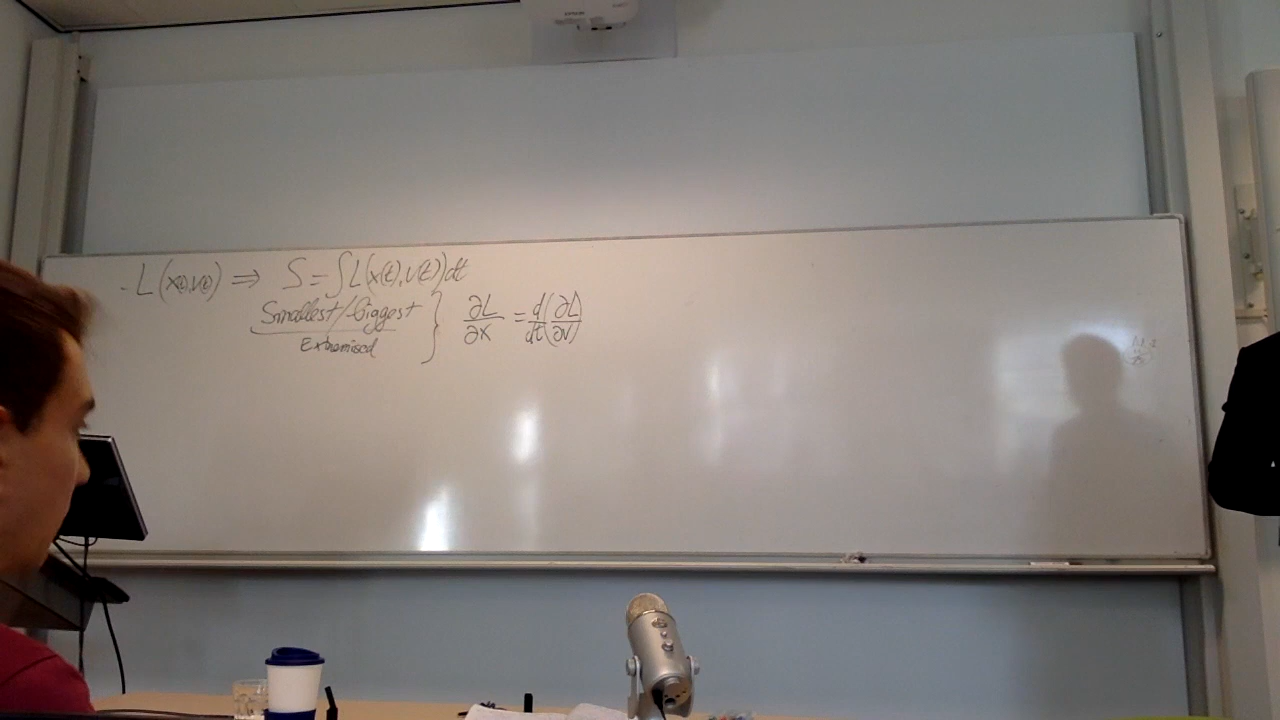 . L(x(t),v(t)) ⇒ S = ∫L(x(t),v(t))dt
Smallest/biggest } ∂L/∂x = d/dt(∂L/∂v)
Extremised